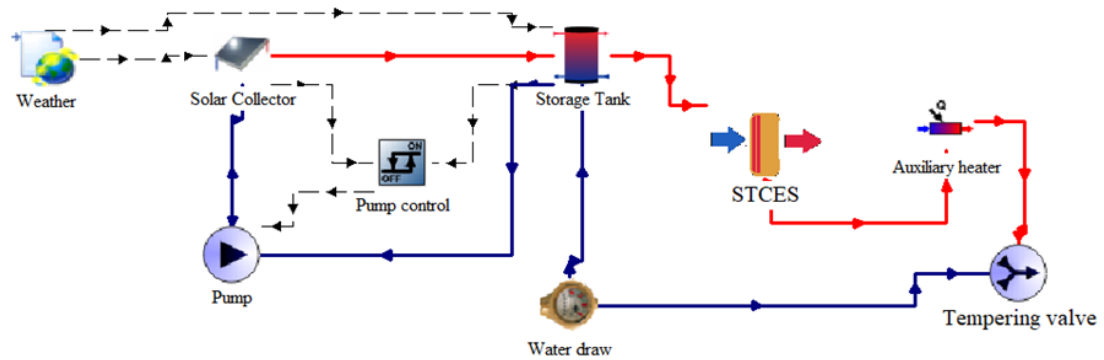 Weather
Solar Collector
Storage Tank
ON
OFF
Pump control
Q
STCES
Auxiliary heater
Pump
Water draw
Tempering valve